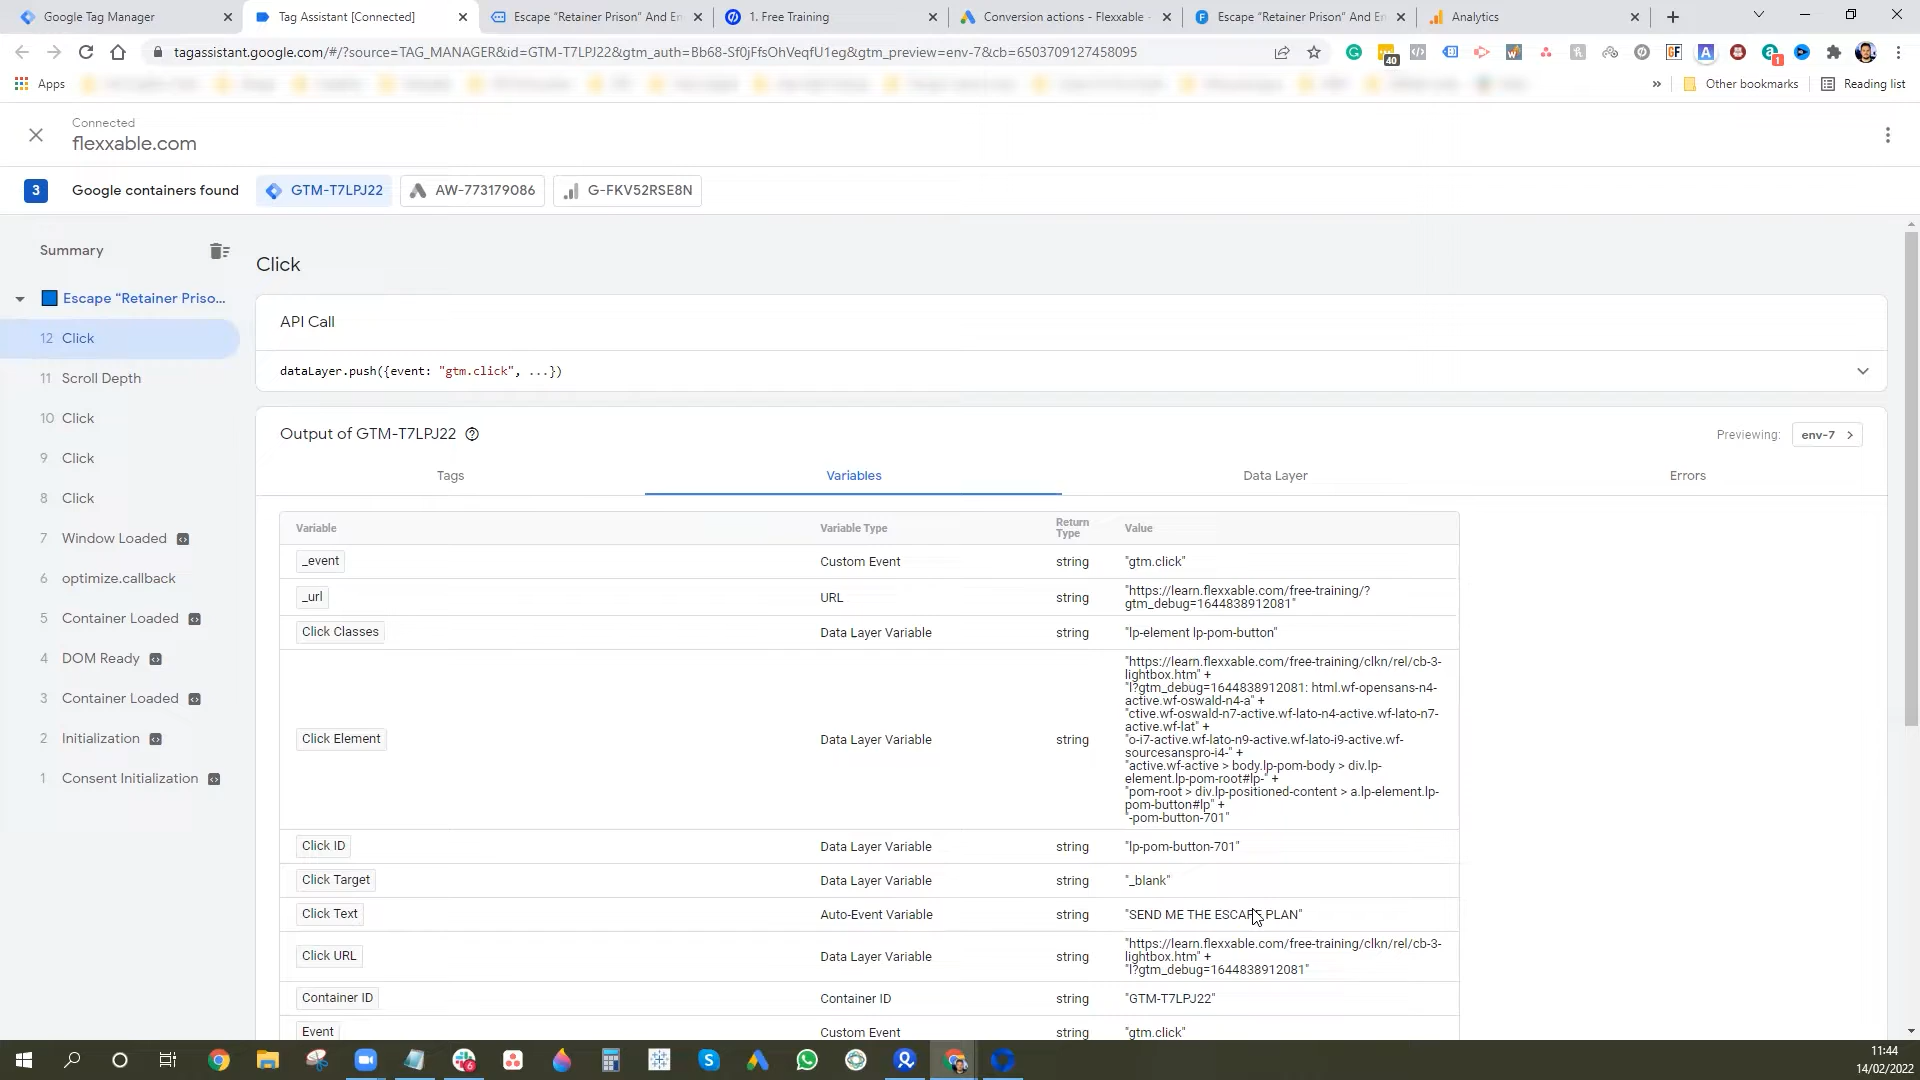 Google Tag Manager
Tag Assistant [Connected]
Escape “Retainer Prison” And En
1. Free Training
Conversion actions - Flexxable -
Escape “Retainer Prison” And En
Analytics
tagassistant.google.com/#/?source=TAG_MANAGER&id=GTM-T7LPJ22&gtm_auth=Bb68-Sf0jFfsOhVeqfU1eg&gtm_preview=env-7&cb=6503709127458095
40
1
Apps
» Other bookmarks Reading list
Connected
flexxable.com
3 Google containers found GTM-T7LPJ22 AW-773179086 G-FKV52RSE8N
Summary
Escape “Retainer Priso...
12 Click
11 Scroll Depth
10 Click
9 Click
8 Click
7 Window Loaded
6 optimize.callback
5 Container Loaded
4 DOM Ready
3 Container Loaded
2 Initialization
1 Consent Initialization
Click
API Call
dataLayer.push({event: "gtm.click", ...})
Output of GTM-T7LPJ22
Previewing: env-7
Tags Variables Data Layer Errors
Variable Variable Type Return Type Value
_event Custom Event string "gtm.click"
_url URL string "https://learn.flexxable.com/free-training/?
gtm_debug=1644838912081"
Click Classes Data Layer Variable string "lp-element lp-pom-button"
Click Element Data Layer Variable string "https://learn.flexxable.com/free-training/clkn/rel/cb-3-
lightbox.htm" +
"l?gtm_debug=1644838912081: html.wf-opensans-n4-
active.wf-oswald-n4-a" +
"ctive.wf-oswald-n7-active.wf-lato-n4-active.wf-lato-n7-
active.wf-lat" +
"o-i7-active.wf-lato-n9-active.wf-lato-i9-active.wf-
sourcesanspro-i4-" +
"active.wf-active > body.lp-pom-body > div.lp-
element.lp-pom-root#lp-" +
"pom-root > div.lp-positioned-content > a.lp-element.lp-
pom-button#lp" +
"-pom-button-701"
Click ID Data Layer Variable string "lp-pom-button-701"
Click Target Data Layer Variable string "_blank"
Click Text Auto-Event Variable string "SEND ME THE ESCAPE PLAN"
Click URL Data Layer Variable string "https://learn.flexxable.com/free-training/clkn/rel/cb-3-
lightbox.htm" +
"l?gtm_debug=1644838912081"
Container ID Container ID string "GTM-T7LPJ22"
Event Custom Event string "gtm.click"
11:44
14/02/2022